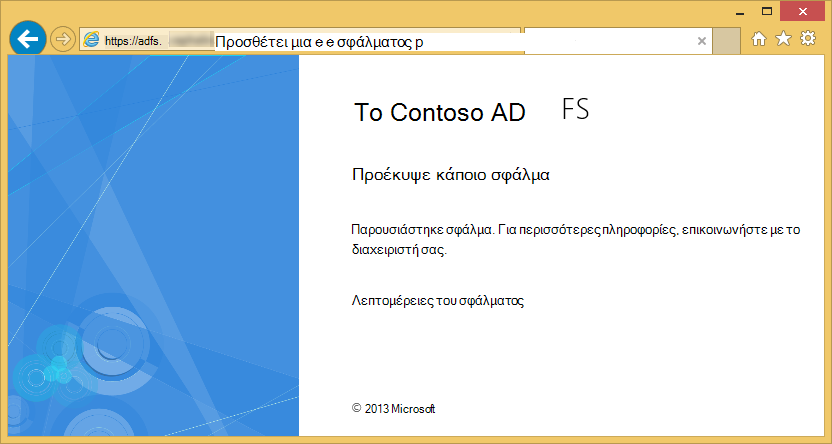 https://adfs.
Προσθέτει μια e e σφάλματος p
Το Contoso AD FS
Προέκυψε κάποιο σφάλμα
Παρουσιάστηκε σφάλμα. Για περισσότερες πληροφορίες, επικοινωνήστε με το
διαχειριστή σας.
Λεπτομέρειες του σφάλματος
© 2013 Microsoft